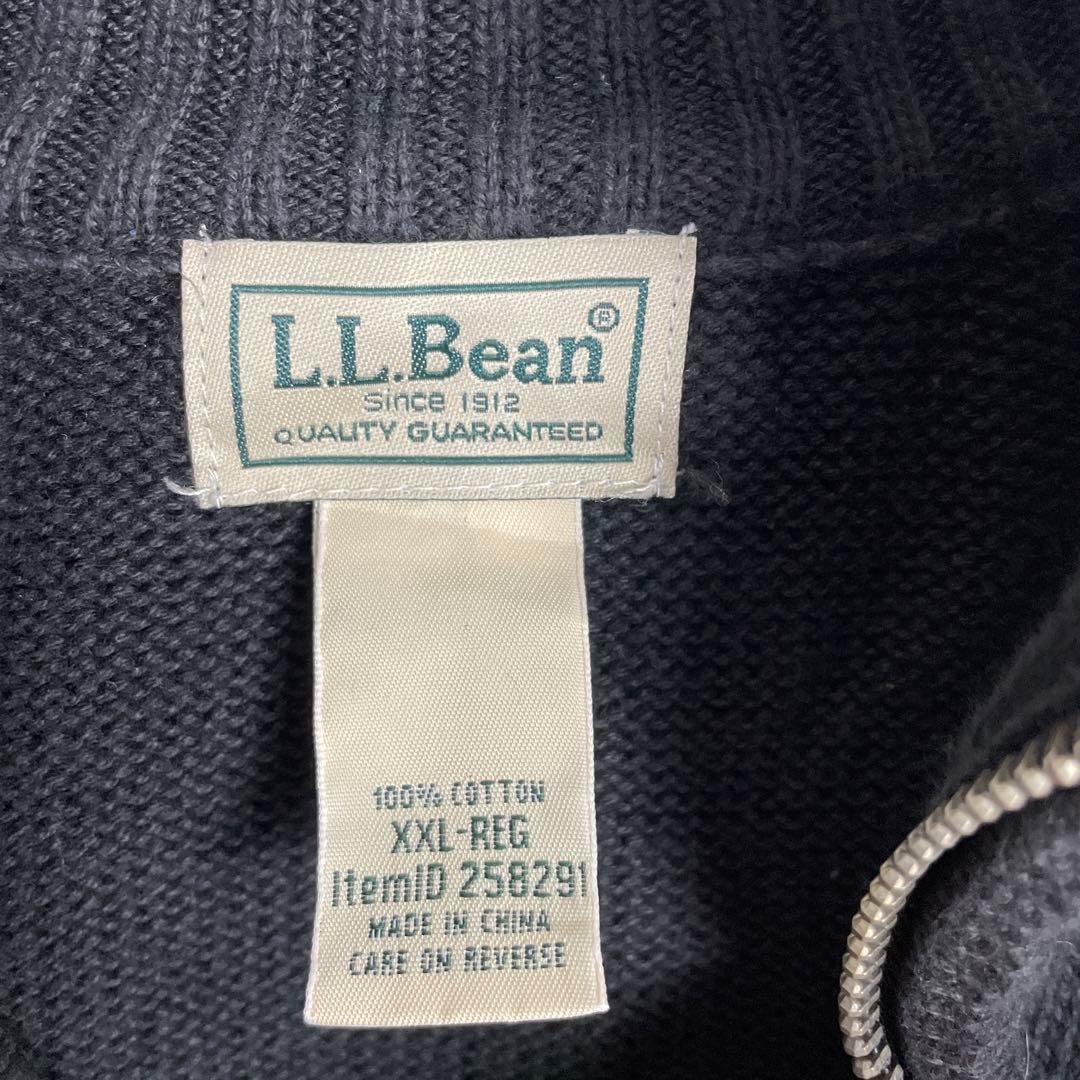 L.L.Bean®
Since 1912
QUALITY GUARANTEED
100% COTTON
XXL-REG
ItemID 258291
MADE IN CHINA
CARE ON REVERSE